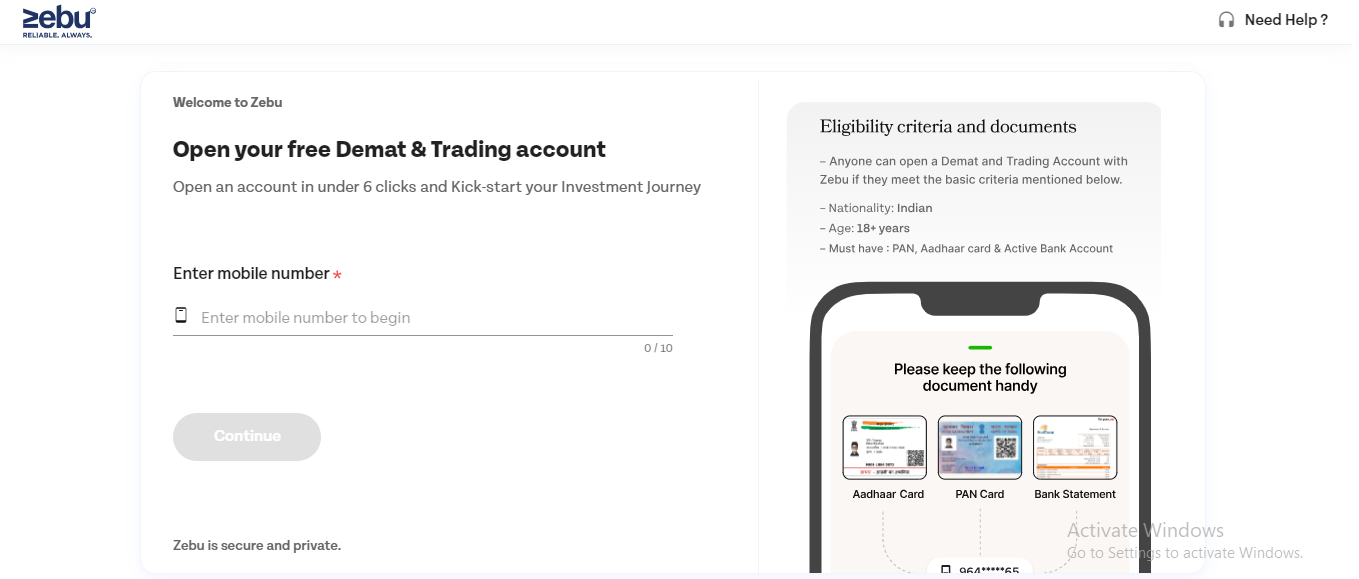 zebu
RELIABLE. ALWAYS.
Need Help ?
Welcome to Zebu
Open your free Demat & Trading account
Open an account in under 6 clicks and Kick-start your Investment Journey
Enter mobile number *
Enter mobile number to begin
0 / 10
Continue
Zebu is secure and private.
Eligibility criteria and documents
– Anyone can open a Demat and Trading Account with
Zebu if they meet the basic criteria mentioned below.
– Nationality: Indian
– Age: 18+ years
– Must have : PAN, Aadhaar card & Active Bank Account
Please keep the following
document handy
Aadhaar Card
PAN Card
Bank Statement
964*****65
Activate Windows
Go to Settings to activate Windows.